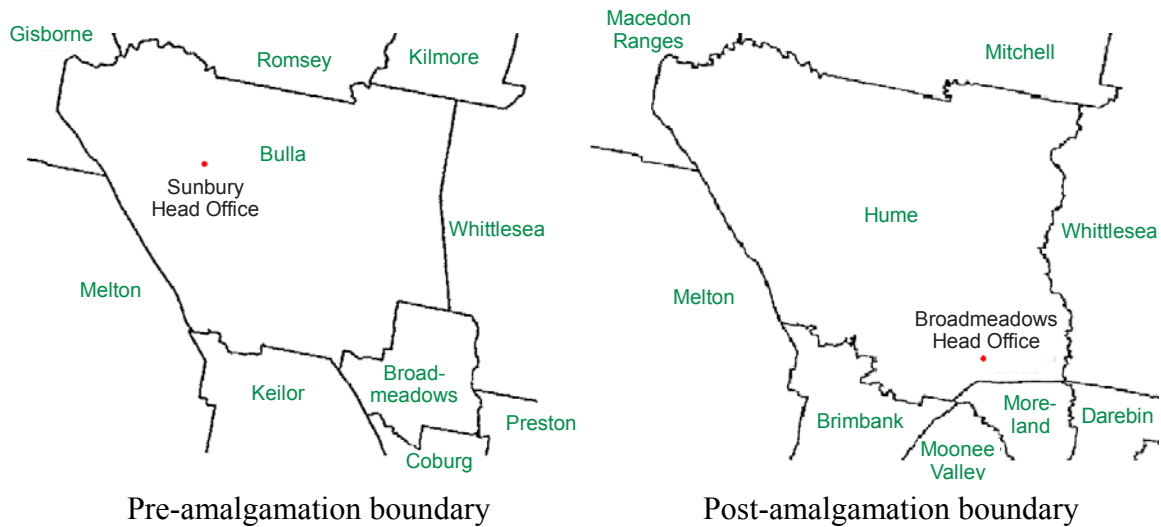 Gisborne
Romsey
Kilmore
Bulla
Sunbury
Head Office
Whittlesea
Melton
Keilor
Broad-
meadows
Preston
Coburg
Pre-amalgamation boundary
Macedon
Ranges
Mitchell
Hume
Whittlesea
Melton
Broadmeadows
Head Office
Brimbank
More-
land
Darebin
Moonee
Valley
Post-amalgamation boundary